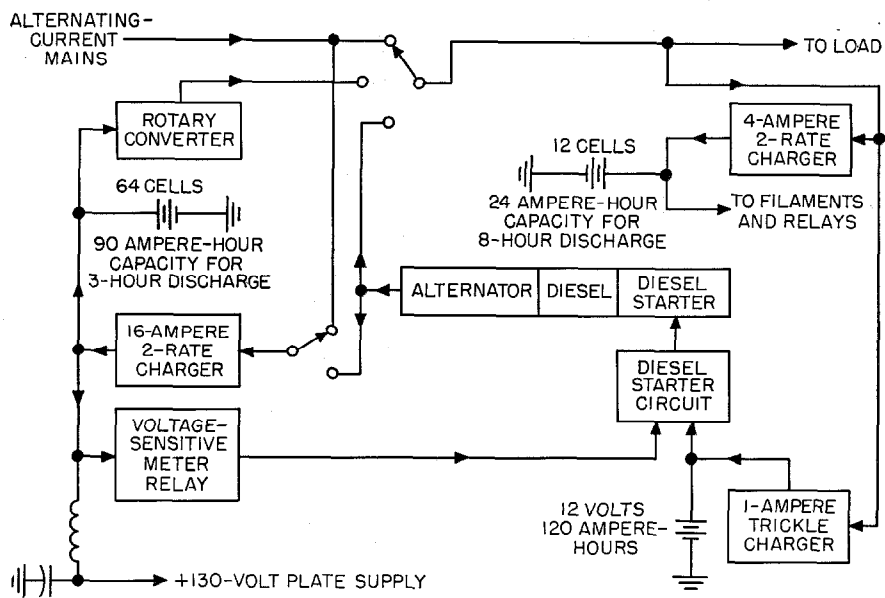 ALTERNATING-
CURRENT
MAINS
TO LOAD
ROTARY
CONVERTER
4-AMPERE
2-RATE
CHARGER
12 CELLS
24 AMPERE-HOUR
CAPACITY FOR
8-HOUR DISCHARGE
TO FILAMENTS
AND RELAYS
64 CELLS
90 AMPERE-HOUR
CAPACITY FOR
3-HOUR DISCHARGE
ALTERNATOR
DIESEL
DIESEL
STARTER
16-AMPERE
2-RATE
CHARGER
DIESEL
STARTER
CIRCUIT
VOLTAGE-
SENSITIVE
METER
RELAY
12 VOLTS
120 AMPERE-
HOURS
1-AMPERE
TRICKLE
CHARGER
+130-VOLT PLATE SUPPLY